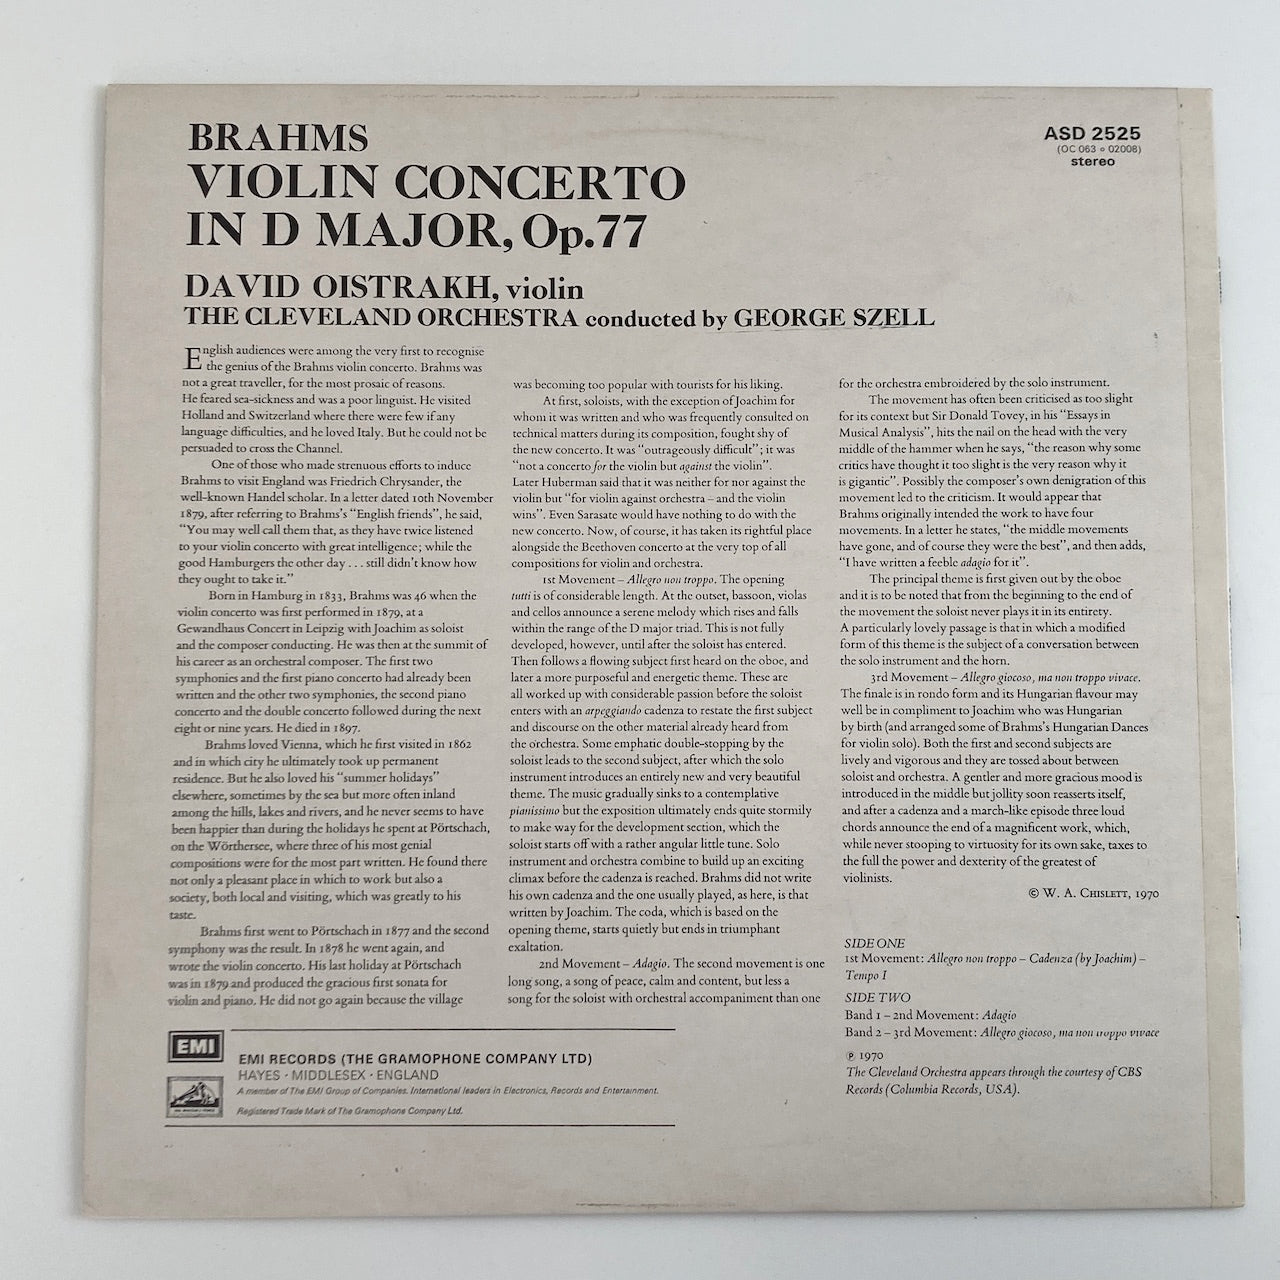 BRAHMS
VIOLIN CONCERTO
IN D MAJOR, Op.77
DAVID OISTRAKH, violin
THE CLEVELAND ORCHESTRA conducted by GEORGE SZELL
ASD 2525
(OC 063 o 02008)
stereo
English audiences were among the very first to recognise
the genius of the Brahms violin concerto. Brahms was
not a great traveller, for the most prosaic of reasons.
He feared sea-sickness and was a poor linguist. He visited
Holland and Switzerland where there were few if any
language difficulties, and he loved Italy. But he could not be
persuaded to cross the Channel.
One of those who made strenuous efforts to induce
Brahms to visit England was Friedrich Chrysander, the
well-known Handel scholar. In a letter dated 10th November
1879, after referring to Brahms's “English friends”, he said,
“You may well call them that, as they have twice listened
to your violin concerto with great intelligence; while the
good Hamburgers the other day . . . still didn't know how
they ought to take it.”
Born in Hamburg in 1833, Brahms was 46 when the
violin concerto was first performed in 1879, at a
Gewandhaus Concert in Leipzig with Joachim as soloist
and the composer conducting. He was then at the summit of
his career as an orchestral composer. The first two
symphonies and the first piano concerto had already been
written and the other two symphonies, the second piano
concerto and the double concerto followed during the next
eight or nine years. He died in 1897.
Brahms loved Vienna, which he first visited in 1862
and in which city he ultimately took up permanent
residence. But he also loved his “summer holidays”
elsewhere, sometimes by the sea but more often inland
among the hills, lakes and rivers, and he never seems to have
been happier than during the holidays he spent at Pörtschach,
on the Wörthersee, where three of his most genial
compositions were for the most part written. He found there
not only a pleasant place in which to work but also a
society, both local and visiting, which was greatly to his
taste.
Brahms first went to Pörtschach in 1877 and the second
symphony was the result. In 1878 he went again, and
wrote the violin concerto. His last holiday at Pörtschach
was in 1879 and produced the gracious first sonata for
violin and piano. He did not go again because the village
was becoming too popular with tourists for his liking.
At first, soloists, with the exception of Joachim for
whom it was written and who was frequently consulted on
technical matters during its composition, fought shy of
the new concerto. It was “outrageously difficult”; it was
“not a concerto for the violin but against the violin”.
Later Huberman said that it was neither for nor against the
violin but “for violin against orchestra – and the violin
wins”. Even Sarasate would have nothing to do with the
new concerto. Now, of course, it has taken its rightful place
alongside the Beethoven concerto at the very top of all
compositions for violin and orchestra.
1st Movement – Allegro non troppo. The opening
tutti is of considerable length. At the outset, bassoon, violas
and cellos announce a serene melody which rises and falls
within the range of the D major triad. This is not fully
developed, however, until after the soloist has entered.
Then follows a flowing subject first heard on the oboe, and
later a more purposeful and energetic theme. These are
all worked up with considerable passion before the soloist
enters with an arpeggiando cadenza to restate the first subject
and discourse on the other material already heard from
the orchestra. Some emphatic double-stopping by the
soloist leads to the second subject, after which the solo
instrument introduces an entirely new and very beautiful
theme. The music gradually sinks to a contemplative
pianissimo but the exposition ultimately ends quite stormily
to make way for the development section, which the
soloist starts off with a rather angular little tune. Solo
instrument and orchestra combine to build up an exciting
climax before the cadenza is reached. Brahms did not write
his own cadenza and the one usually played, as here, is that
written by Joachim. The coda, which is based on the
opening theme, starts quietly but ends in triumphant
exaltation.
2nd Movement – Adagio. The second movement is one
long song, a song of peace, calm and content, but less a
song for the soloist with orchestral accompaniment than one
for the orchestra embroidered by the solo instrument.
The movement has often been criticised as too slight
for its context but Sir Donald Tovey, in his “Essays in
Musical Analysis”, hits the nail on the head with the very
middle of the hammer when he says, “the reason why some
critics have thought it too slight is the very reason why it
is gigantic”. Possibly the composer's own denigration of this
movement led to the criticism. It would appear that
Brahms originally intended the work to have four
movements. In a letter he states, “the middle movements
have gone, and of course they were the best”, and then adds,
“I have written a feeble adagio for it”.
The principal theme is first given out by the oboe
and it is to be noted that from the beginning to the end of
the movement the soloist never plays it in its entirety.
A particularly lovely passage is that in which a modified
form of this theme is the subject of a conversation between
the solo instrument and the horn.
3rd Movement – Allegro giocoso, ma non troppo vivace.
The finale is in rondo form and its Hungarian flavour may
well be in compliment to Joachim who was Hungarian
by birth (and arranged some of Brahms's Hungarian Dances
for violin solo). Both the first and second subjects are
lively and vigorous and they are tossed about between
soloist and orchestra. A gentler and more gracious mood is
introduced in the middle but jollity soon reasserts itself,
and after a cadenza and a march-like episode three loud
chords announce the end of a magnificent work, which,
while never stooping to virtuosity for its own sake, taxes to
the full the power and dexterity of the greatest of
violinists.
© W. A. CHISLETT, 1970
SIDE ONE
1st Movement: Allegro non troppo – Cadenza (by Joachim) –
Tempo I
SIDE TWO
Band 1 – 2nd Movement: Adagio
Band 2 – 3rd Movement: Allegro giocoso, ma non troppo vivace
℗ 1970
The Cleveland Orchestra appears through the courtesy of CBS
Records (Columbia Records, USA).
EMI
EMI RECORDS (THE GRAMOPHONE COMPANY LTD)
HAYES · MIDDLESEX · ENGLAND
A member of The EMI Group of Companies. International leaders in Electronics, Records and Entertainment.
Registered Trade Mark of The Gramophone Company Ltd.